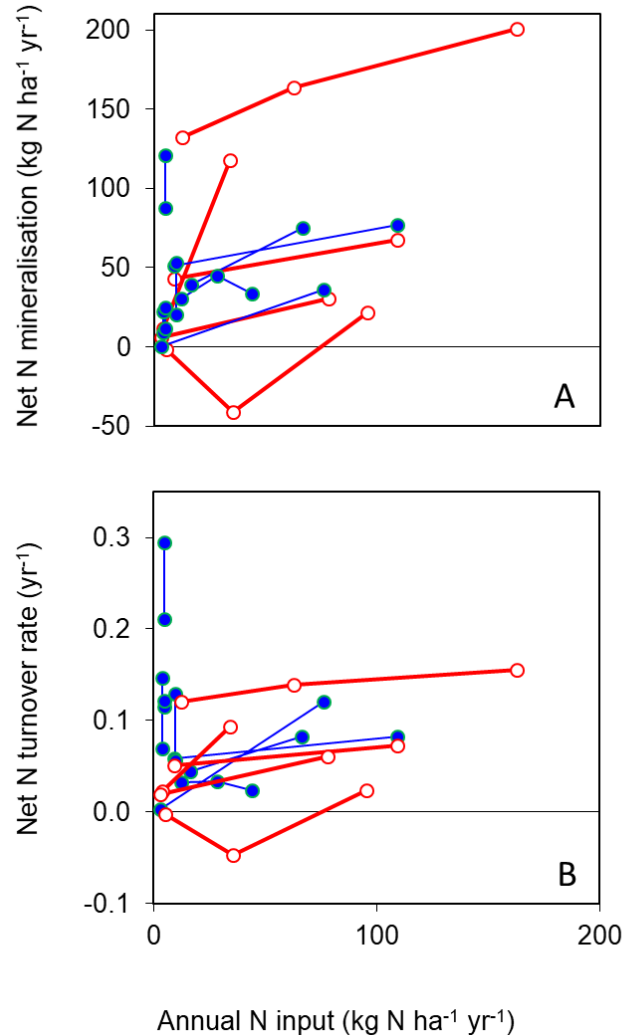 Net N mineralisation (kg N ha⁻¹ yr⁻¹)
200
150
100
50
0
-50
A
Net N turnover rate (yr⁻¹)
0.3
0.2
0.1
0.0
-0.1
B
0
100
200
Annual N input (kg N ha⁻¹ yr⁻¹)